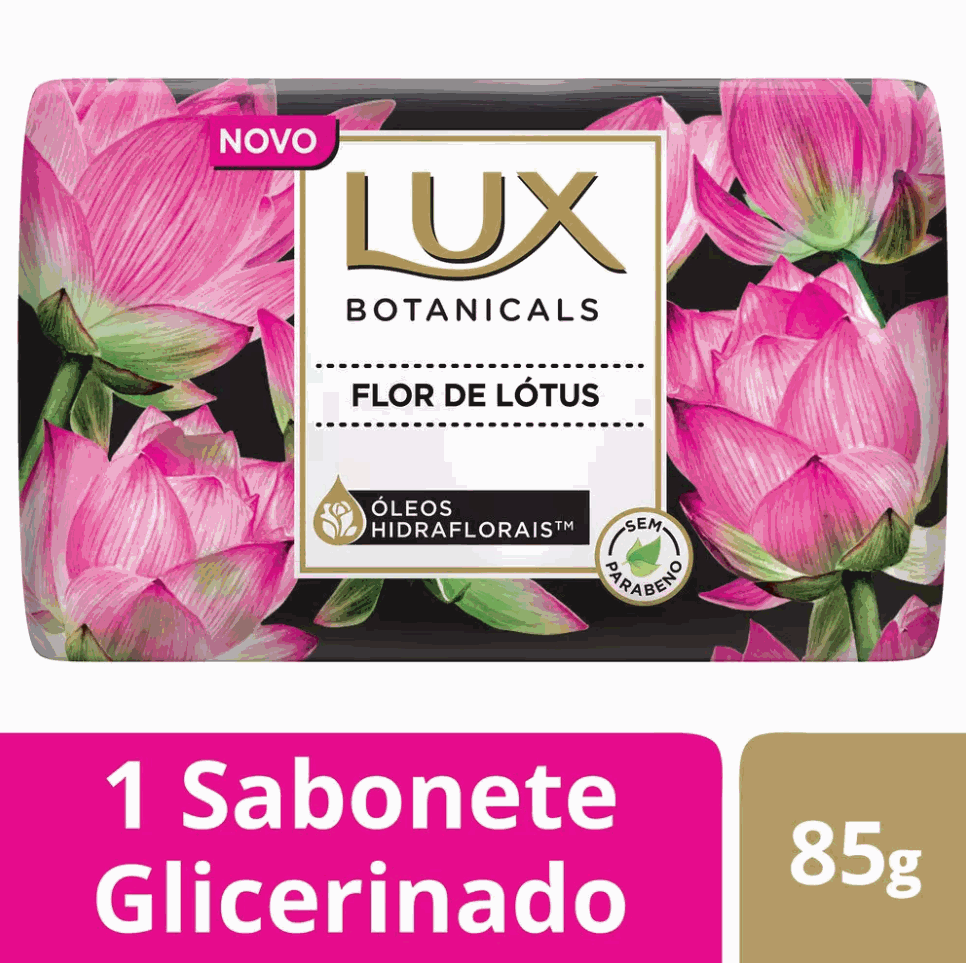 NOVO
LUX
BOTANICALS
FLOR DE LÓTUS
ÓLEOS
HIDRAFLORAIS™
SEM
PARABENO
1 Sabonete
Glicerinado
85g